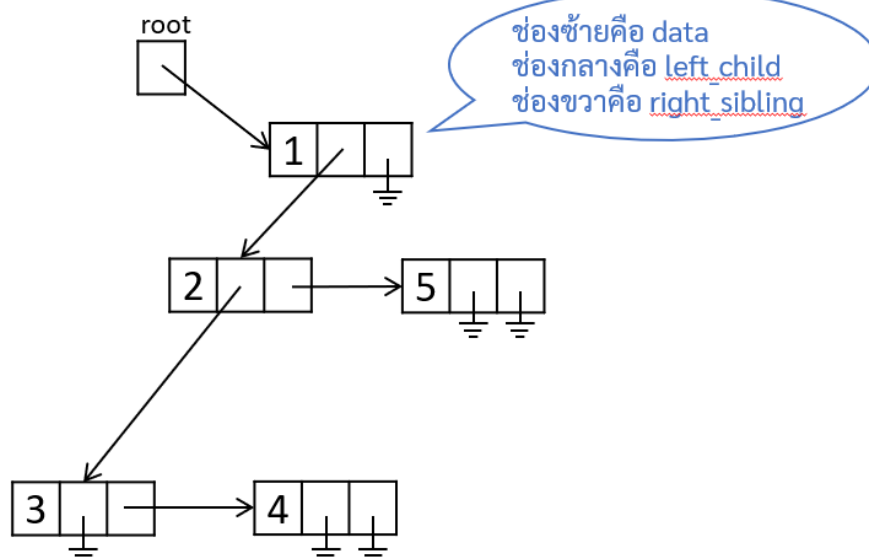 root
ช่องซ้ายคือ data
ช่องกลางคือ left_child
ช่องขวาคือ right_sibling
1
2
5
3
4